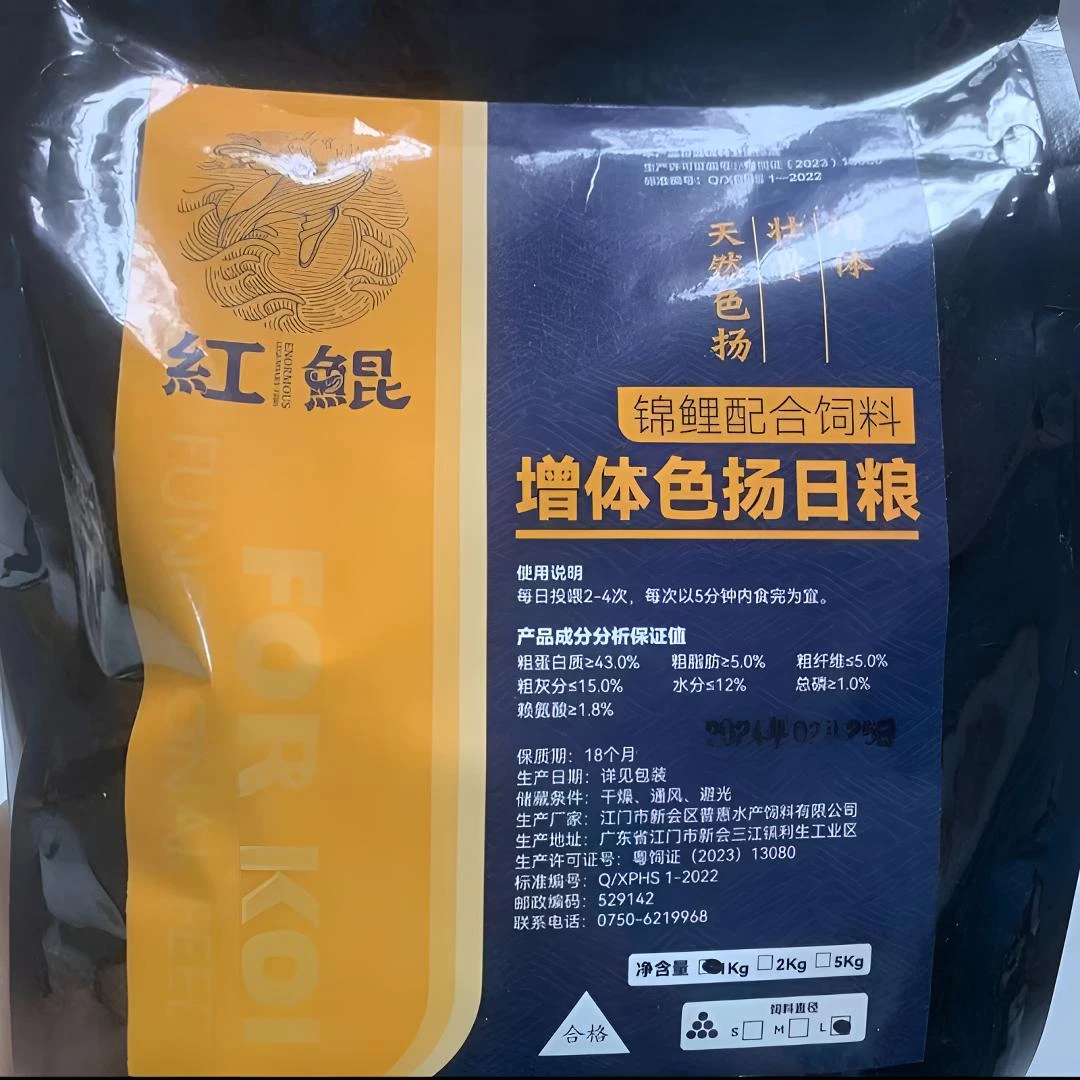 紅鯤
ENORMOUS
FOR KOI
标准编号：Q/XPHS 1—2022
增体
壮骨
天然色扬
锦鲤配合饲料
增体色扬日粮
使用说明
每日投喂2-4次，每次以5分钟内食完为宜。
产品成分分析保证值
粗蛋白质≥43.0% 粗脂肪≥5.0% 粗纤维≤5.0%
粗灰分≤15.0% 水分≤12% 总磷≥1.0%
赖氨酸≥1.8%
保质期：18个月
生产日期：详见包装
储藏条件：干燥、通风、避光
生产厂家：江门市新会区普惠水产饲料有限公司
生产地址：广东省江门市新会三江镇利生工业区
生产许可证号：粤饲证（2023）13080
标准编号：Q/XPHS 1-2022
邮政编码：529142
联系电话：0750-6219968
净含量 1Kg 2Kg 5Kg
合格
饲料直径
S M L